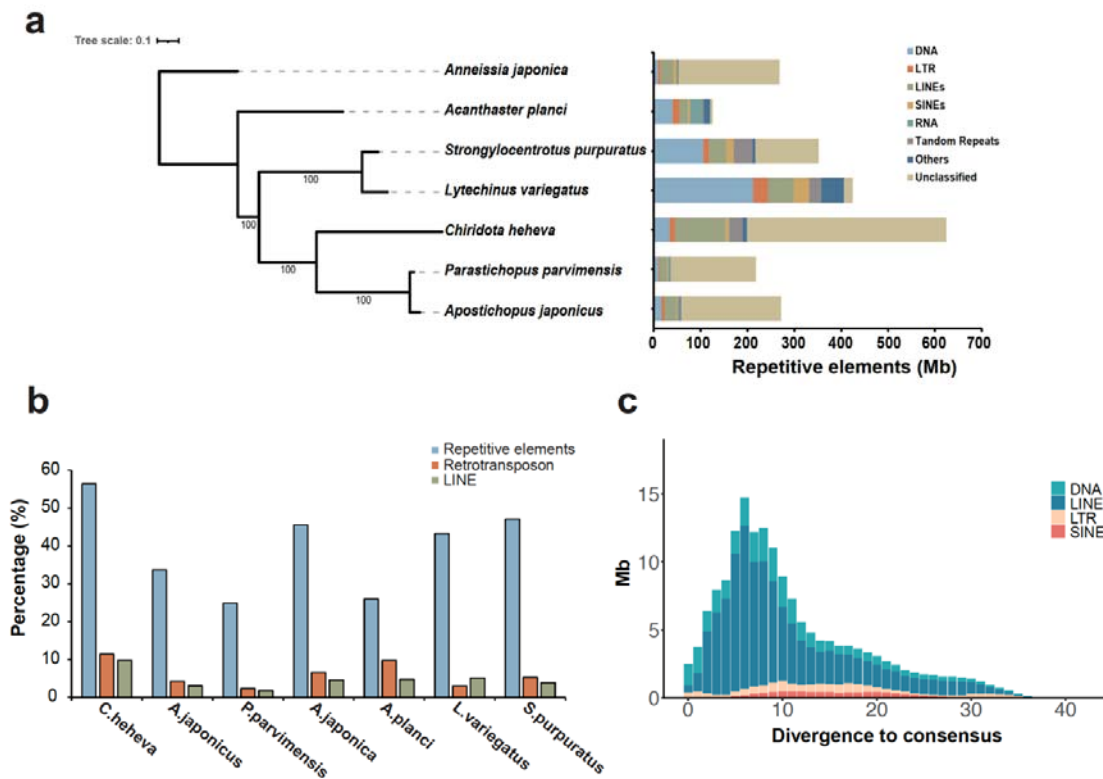 a
Tree scale: 0.1
Anneissia japonica
Acanthaster planci
Strongylocentrotus purpuratus
Lytechinus variegatus
Chiridota heheva
Parastichopus parvimensis
Apostichopus japonicus
100
100
100
100
DNA
LTR
LINEs
SINEs
RNA
Tandom Repeats
Others
Unclassified
0 100 200 300 400 500 600 700
Repetitive elements (Mb)
b
Repetitive elements
Retrotransposon
LINE
Percentage (%)
60
50
40
30
20
10
0
C.heheva
A.japonicus
P.parvimensis
A.japonica
A.planci
L.variegatus
S.purpuratus
c
DNA
LINE
LTR
SINE
Mb
15
10
5
0
0 10 20 30 40
Divergence to consensus